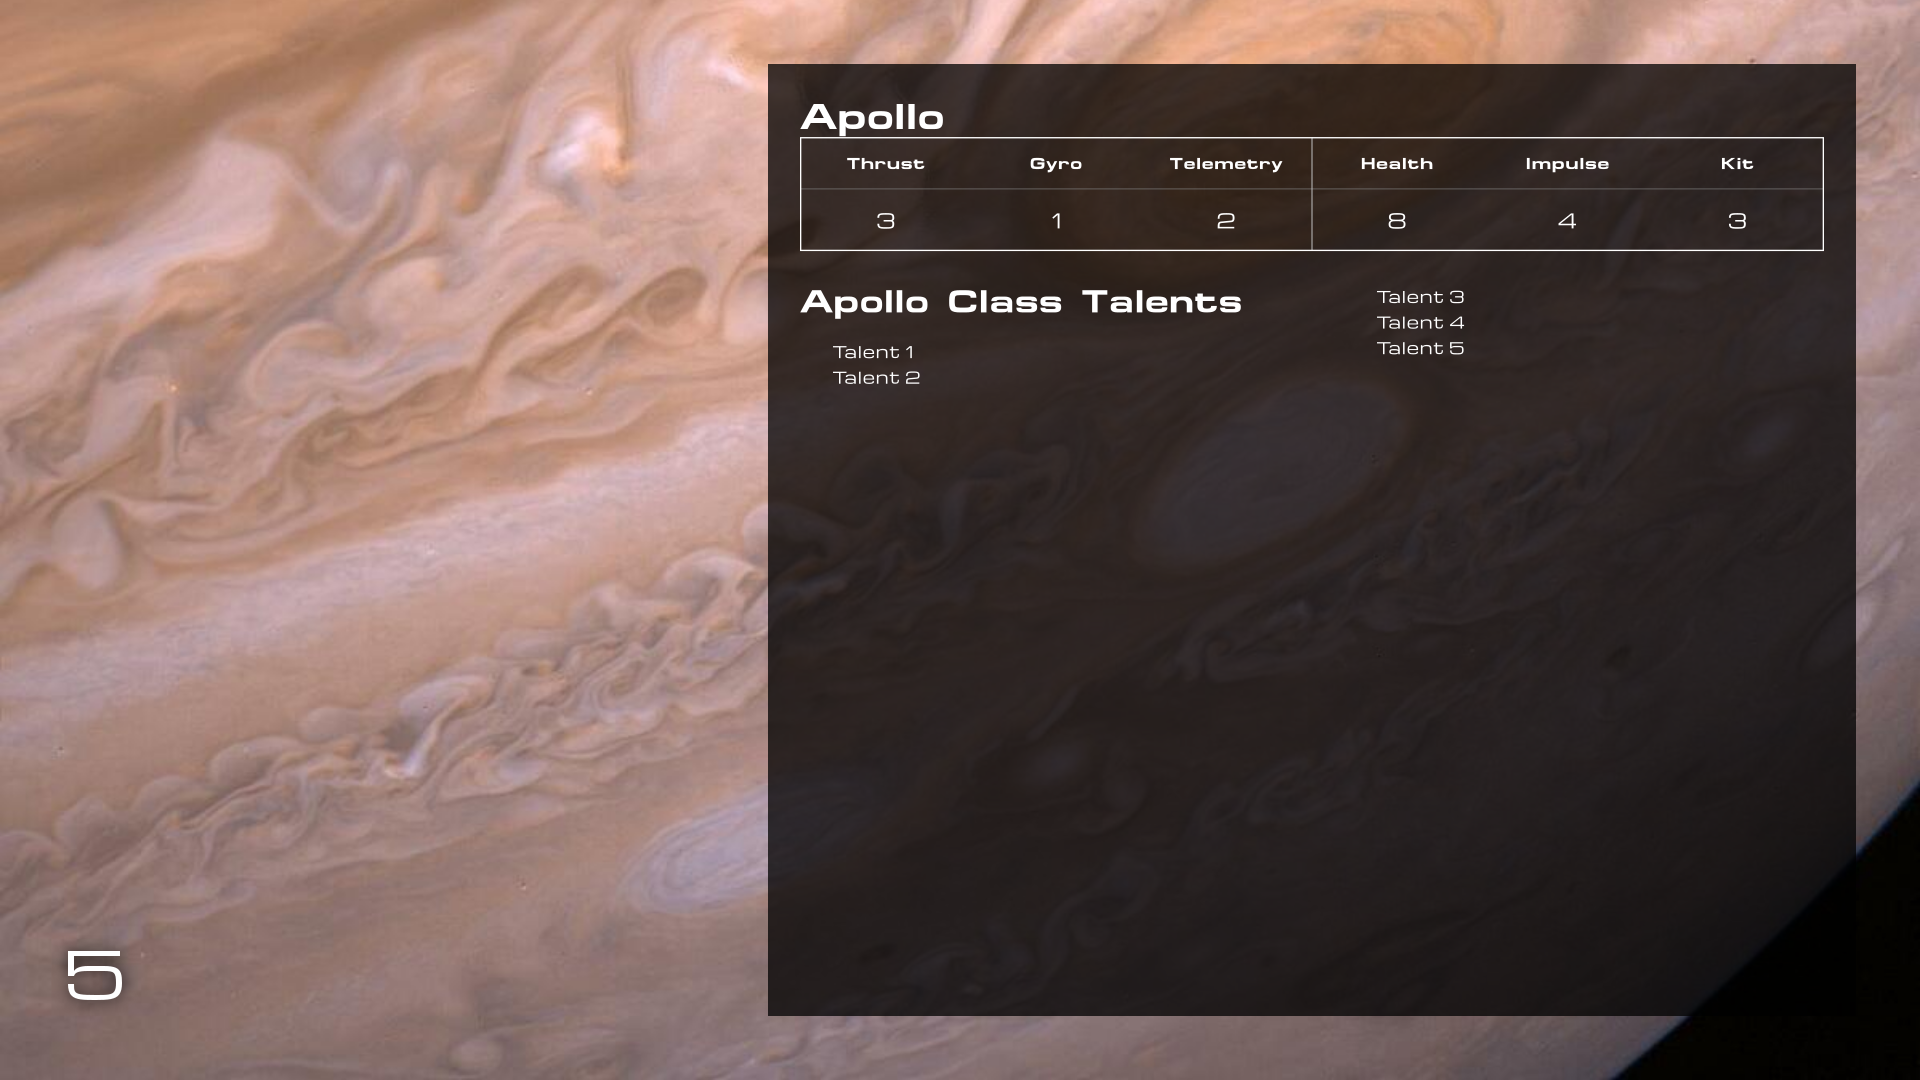 Apollo
Thrust Gyro Telemetry Health Impulse Kit
3 1 2 8 4 3
Apollo Class Talents
Talent 1
Talent 2
Talent 3
Talent 4
Talent 5
5